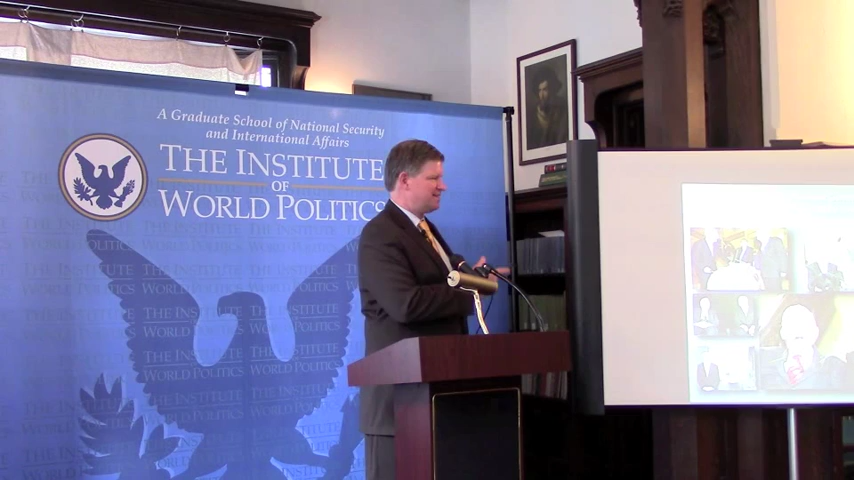 A Graduate School of National Security
and International Affairs
THE INSTITUTE
OF
WORLD POLITICS